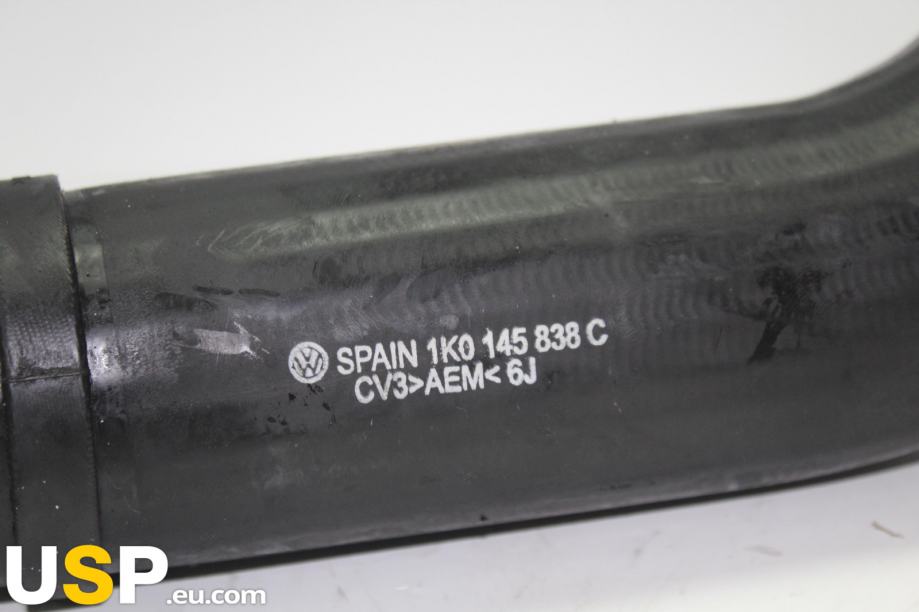 SPAIN 1K0 145 838 C
CV3>AEM< 6J
USP.eu.com